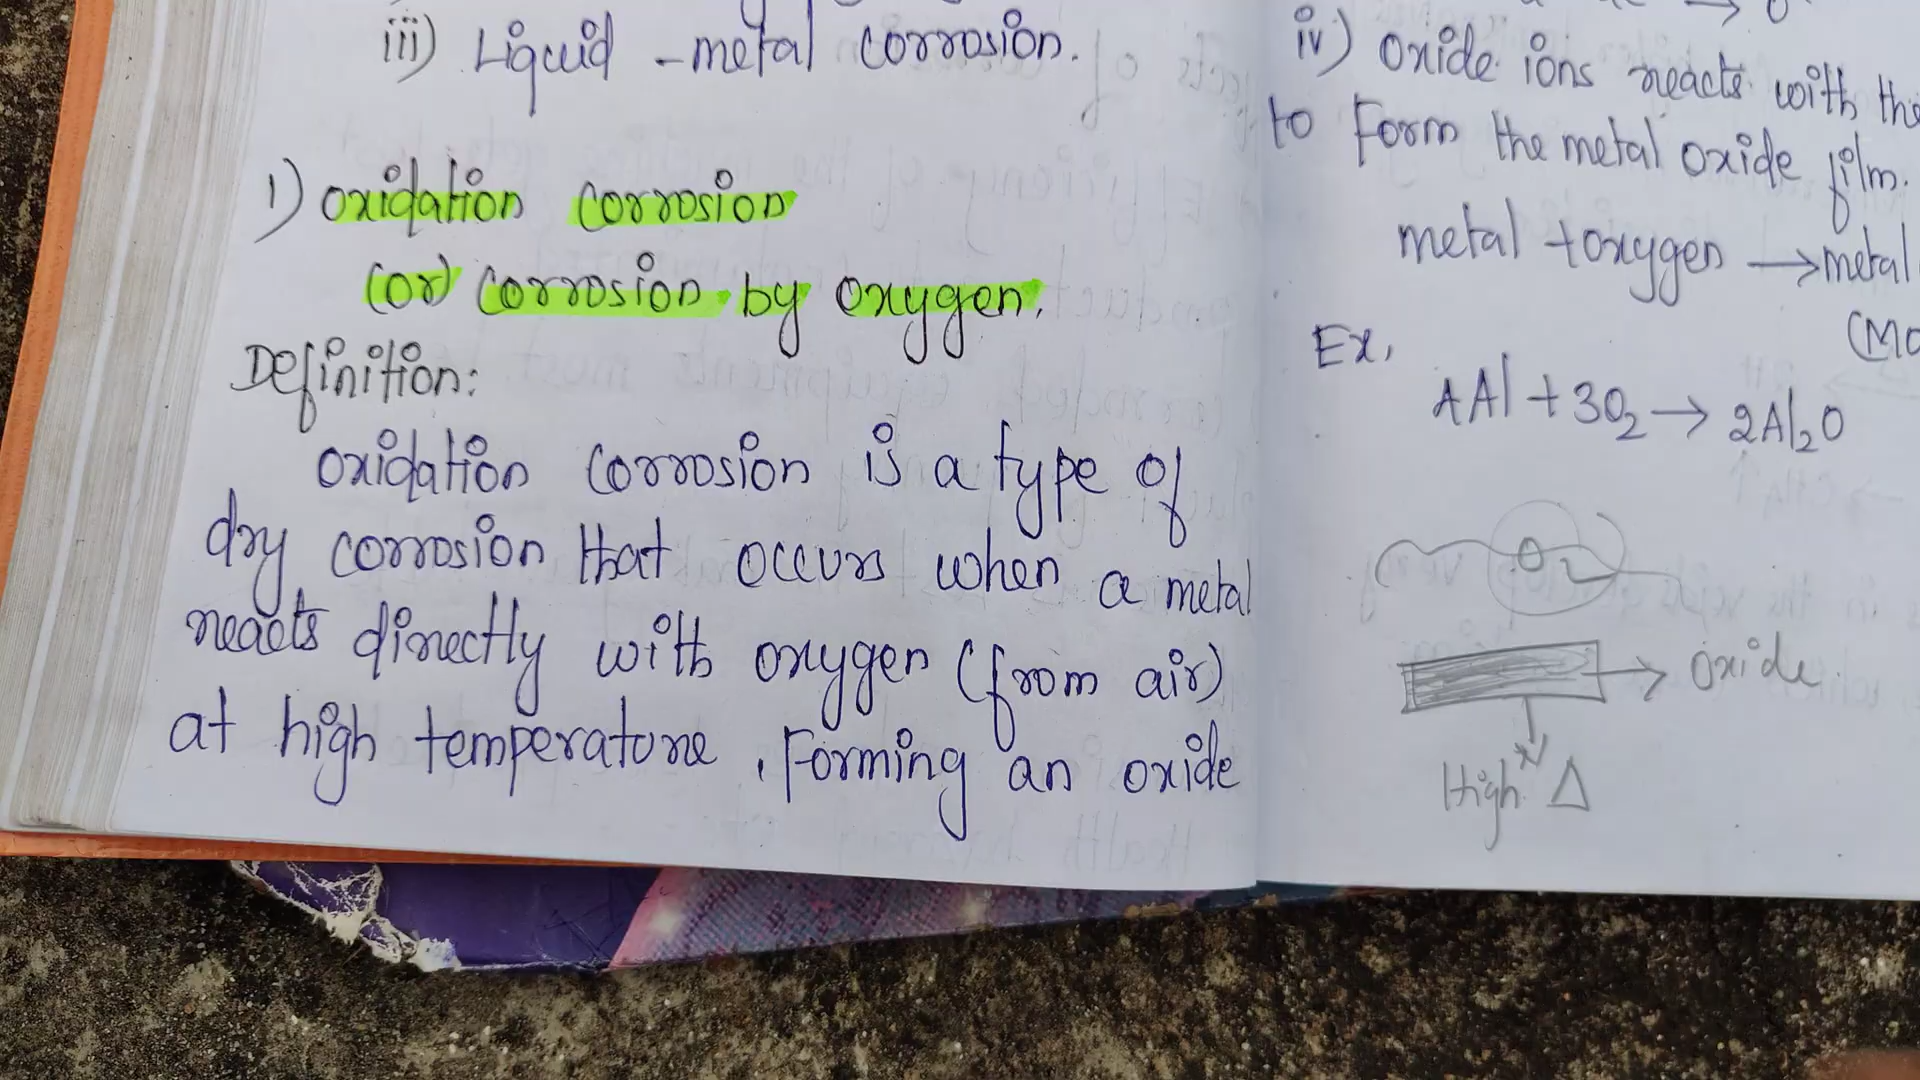 iii) Liquid - metal corrosion.
1) Oxidation corrosion
(or) corrosion by oxygen.
Definition:
Oxidation corrosion is a type of
dry corrosion that occurs when a metal
reacts directly with oxygen (from air)
at high temperature, Forming an oxide
iv) Oxide ions reacts with the
to Form the metal oxide film.
metal + oxygen → metal
(Mo
Ex,
4Al + 3O₂ → 2Al₂O
O₂
→ oxide
High Δ